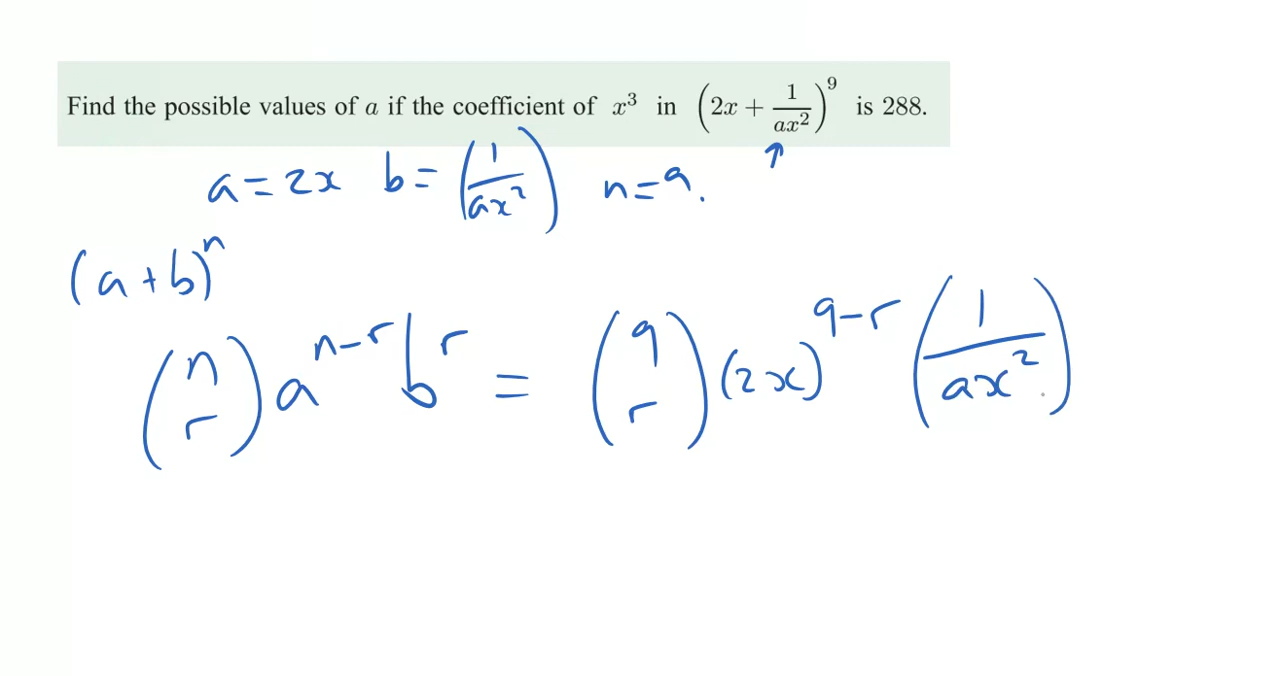 Find the possible values of a if the coefficient of x³ in (2x + 1/(ax²))⁹ is 288.
a = 2x b = (1/(ax²)) n = 9.
(a + b)ⁿ
(n r) aⁿ⁻ʳ bʳ = (9 r) (2x)⁹⁻ʳ (1/(ax²))